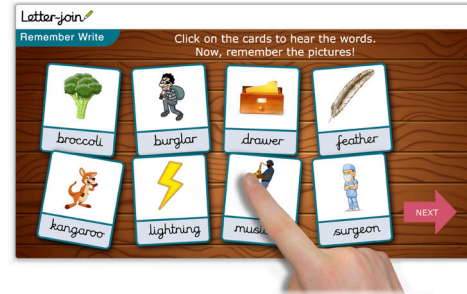 Letter-join
Remember Write
Click on the cards to hear the words.
Now, remember the pictures!
broccoli
burglar
drawer
feather
kangaroo
lightning
surgeon
NEXT